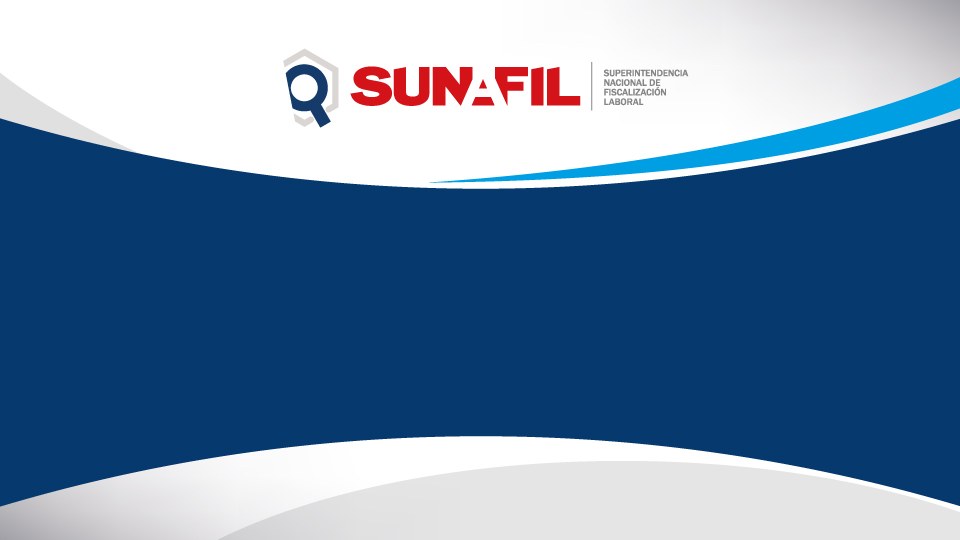 SUNAFIL
SUPERINTENDENCIA
NACIONAL DE
FISCALIZACIÓN
LABORAL